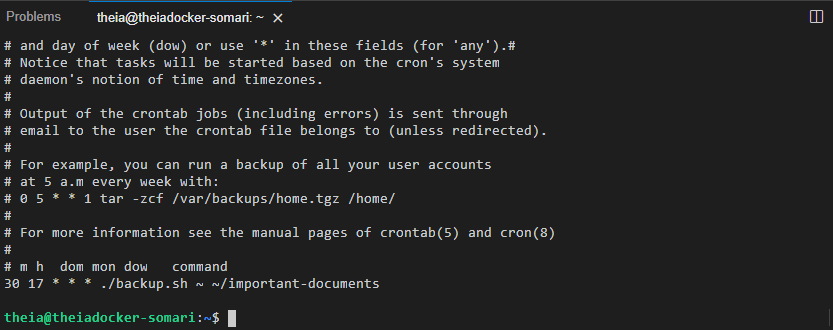 Problems theia@theiadocker-somari: ~ ×
# and day of week (dow) or use '*' in these fields (for 'any').#
# Notice that tasks will be started based on the cron's system
# daemon's notion of time and timezones.
#
# Output of the crontab jobs (including errors) is sent through
# email to the user the crontab file belongs to (unless redirected).
#
# For example, you can run a backup of all your user accounts
# at 5 a.m every week with:
# 0 5 * * 1 tar -zcf /var/backups/home.tgz /home/
#
# For more information see the manual pages of crontab(5) and cron(8)
#
# m h  dom mon dow   command
30 17 * * * ./backup.sh ~ ~/important-documents
theia@theiadocker-somari:~$